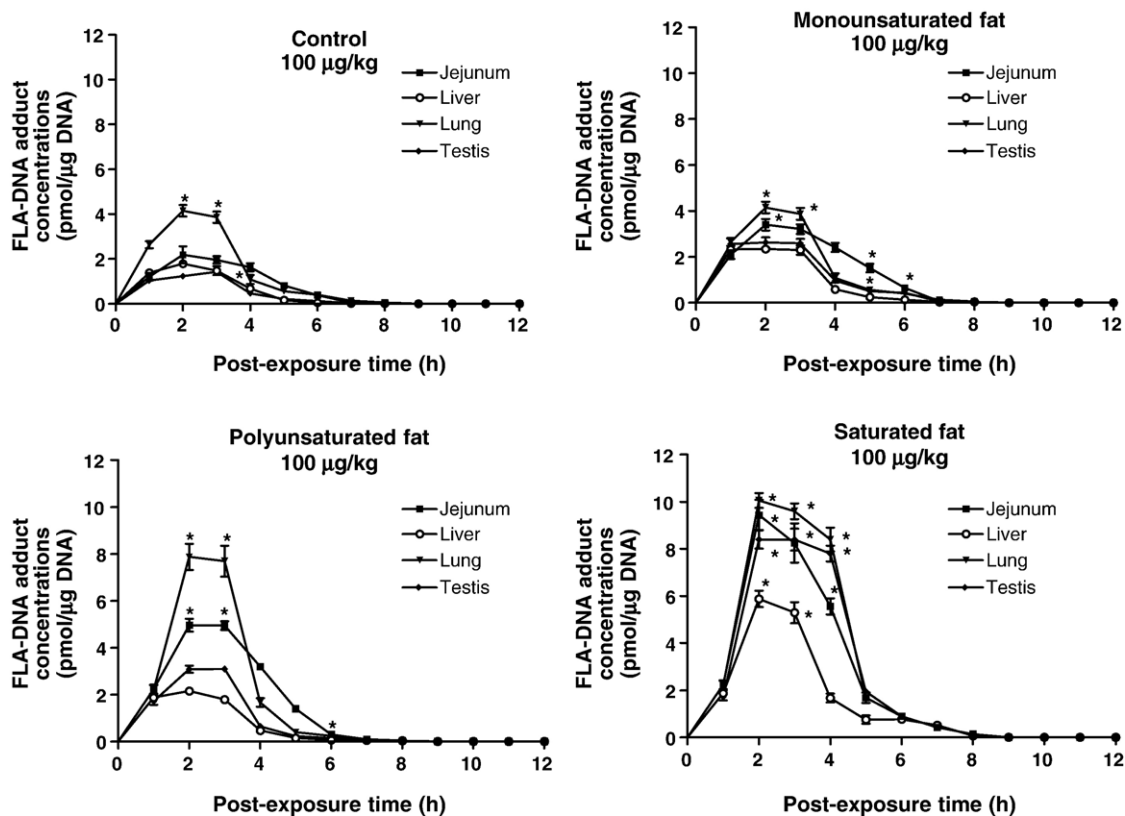 Control
100 μg/kg
FLA-DNA adduct
concentrations
(pmol/μg DNA)
12
10
8
6
4
2
0
Jejunum
Liver
Lung
Testis
* *
*
0 2 4 6 8 10 12
Post-exposure time (h)
Monounsaturated fat
100 μg/kg
FLA-DNA adduct
concentrations
(pmol/μg DNA)
12
10
8
6
4
2
0
Jejunum
Liver
Lung
Testis
*
* *
*
* *
0 2 4 6 8 10 12
Post-exposure time (h)
Polyunsaturated fat
100 μg/kg
FLA-DNA adduct
concentrations
(pmol/μg DNA)
12
10
8
6
4
2
0
Jejunum
Liver
Lung
Testis
* *
* *
*
0 2 4 6 8 10 12
Post-exposure time (h)
Saturated fat
100 μg/kg
FLA-DNA adduct
concentrations
(pmol/μg DNA)
12
10
8
6
4
2
0
Jejunum
Liver
Lung
Testis
* *
* * *
* *
* *
*
0 2 4 6 8 10 12
Post-exposure time (h)